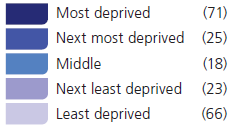 Most deprived (71)
Next most deprived (25)
Middle (18)
Next least deprived (23)
Least deprived (66)